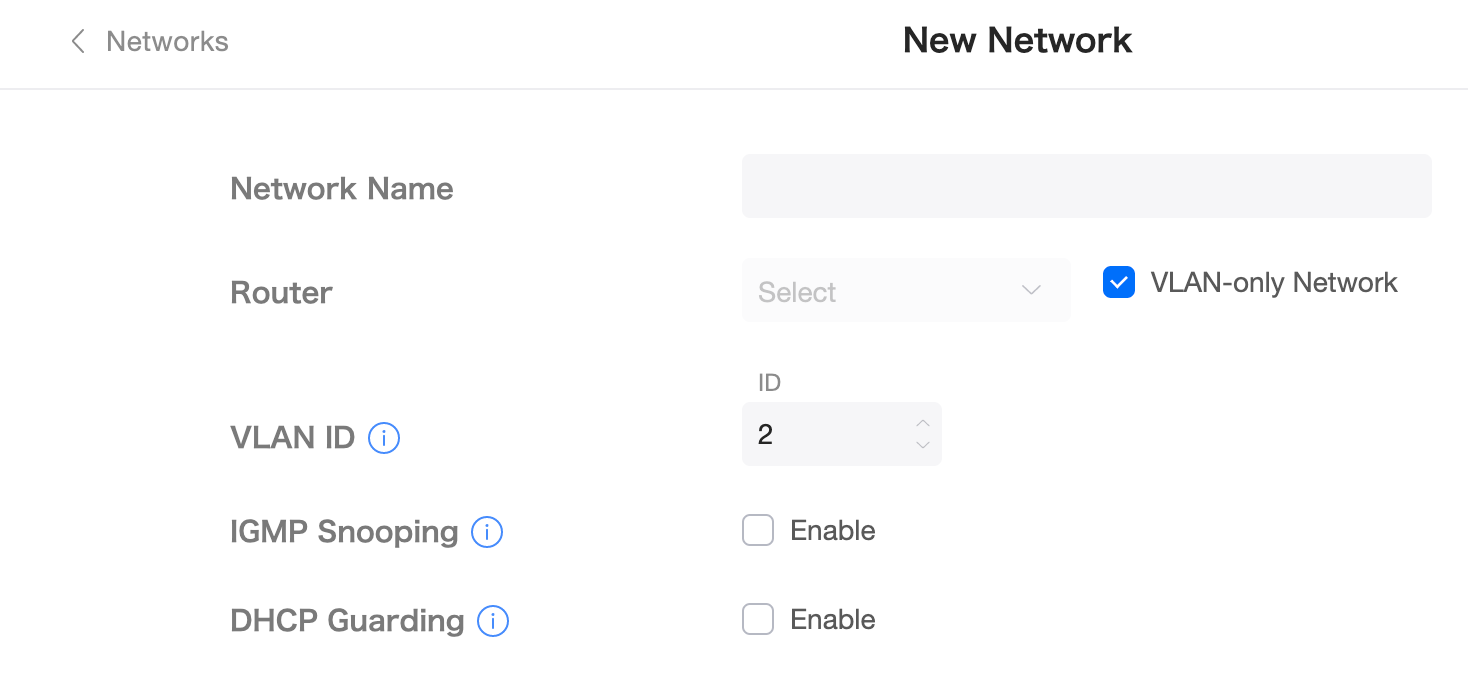 Networks
New Network
Network Name
Router
Select
VLAN-only Network
ID
VLAN ID
2
IGMP Snooping
Enable
DHCP Guarding
Enable